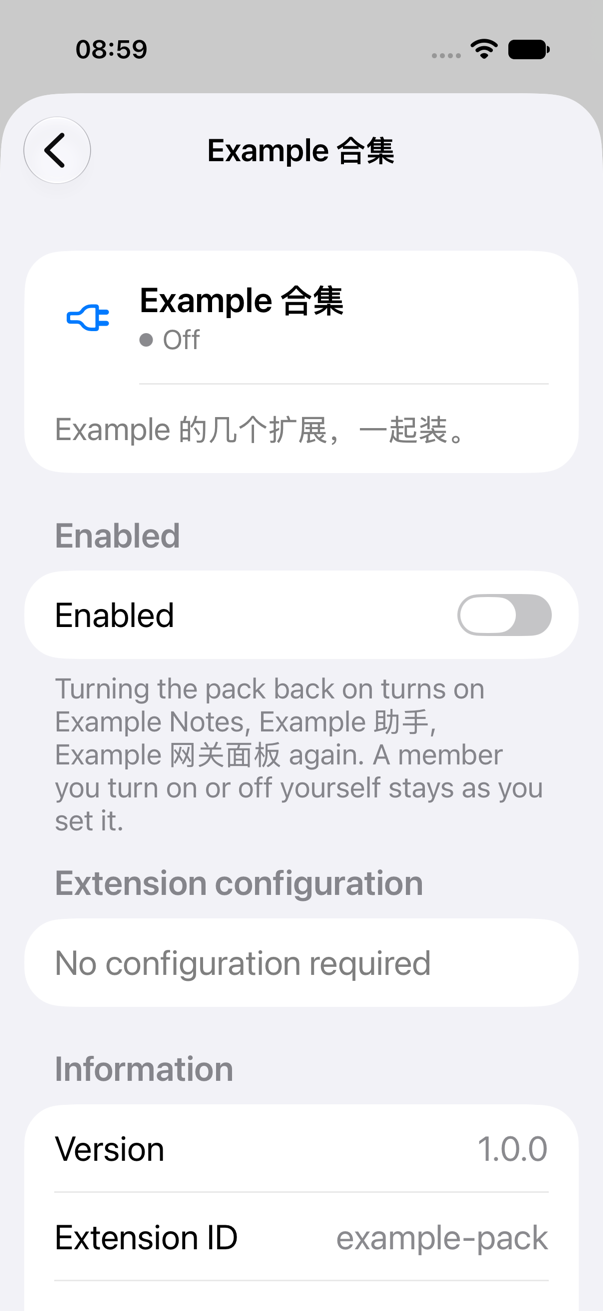 08:59
Example 合集
Example 合集
Off
Example 的几个扩展，一起装。
Enabled
Enabled
Turning the pack back on turns on
Example Notes, Example 助手,
Example 网关面板 again. A member
you turn on or off yourself stays as you
set it.
Extension configuration
No configuration required
Information
Version 1.0.0
Extension ID example-pack